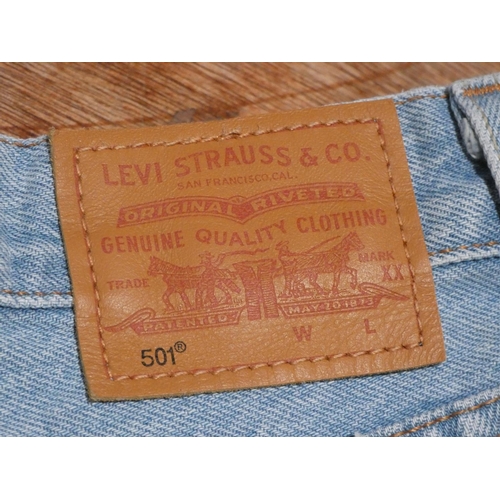 LEVI STRAUSS & CO.
SAN FRANCISCO, CAL.
ORIGINAL RIVETED
GENUINE QUALITY CLOTHING
TRADE MARK
XX
PATENTED MAY 20 1873
W L
501®